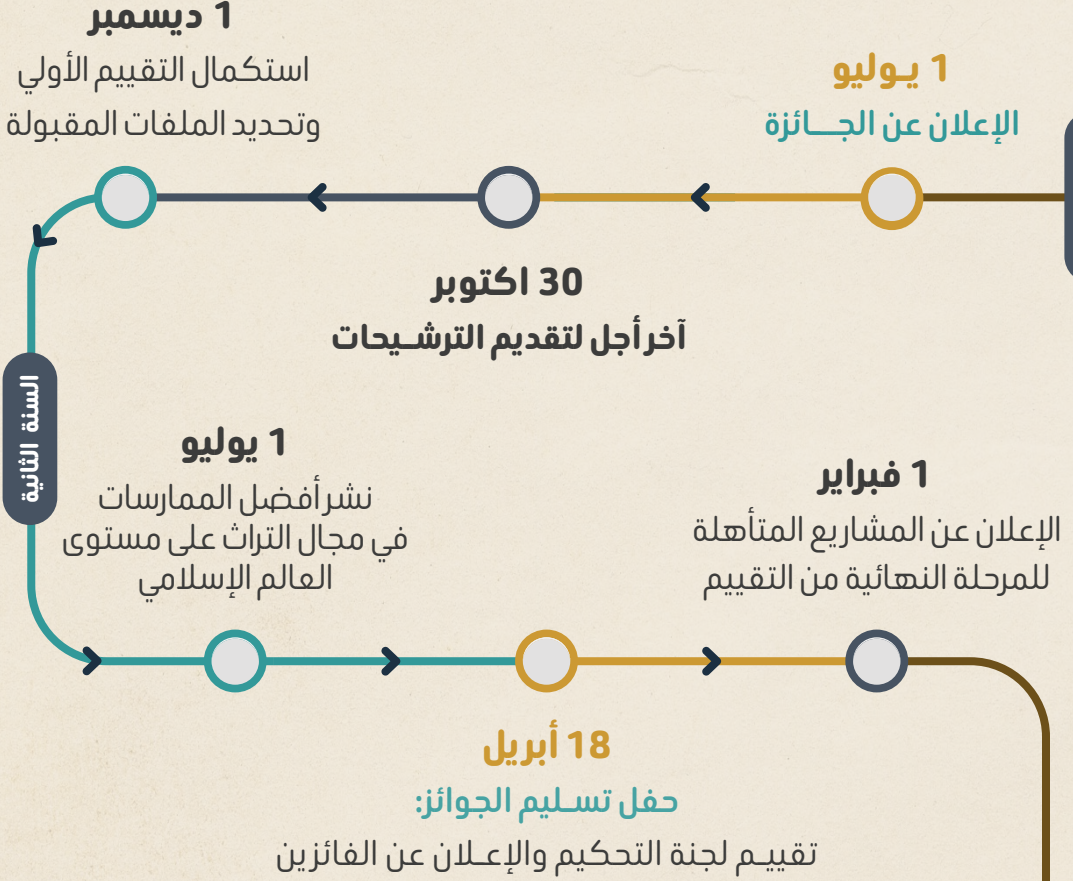 1 يـوليو
الإعلان عن الجـــائزة
30 اكتوبر
آخر أجل لتقديم الترشـيحات
1 ديسمبر
استكمال التقييم الأولي
وتحديد الملفات المقبولة
السنة الثانية
1 يوليو
نشر أفضل الممارسات
في مجال التراث على مستوى
العالم الإسلامي
18 أبريل
حفل تسـليم الجوائز:
تقييـم لجنة التحكيم والإعـلان عن الفائزين
1 فبراير
الإعلان عن المشاريع المتأهلة
للمرحلة النهائية من التقييم